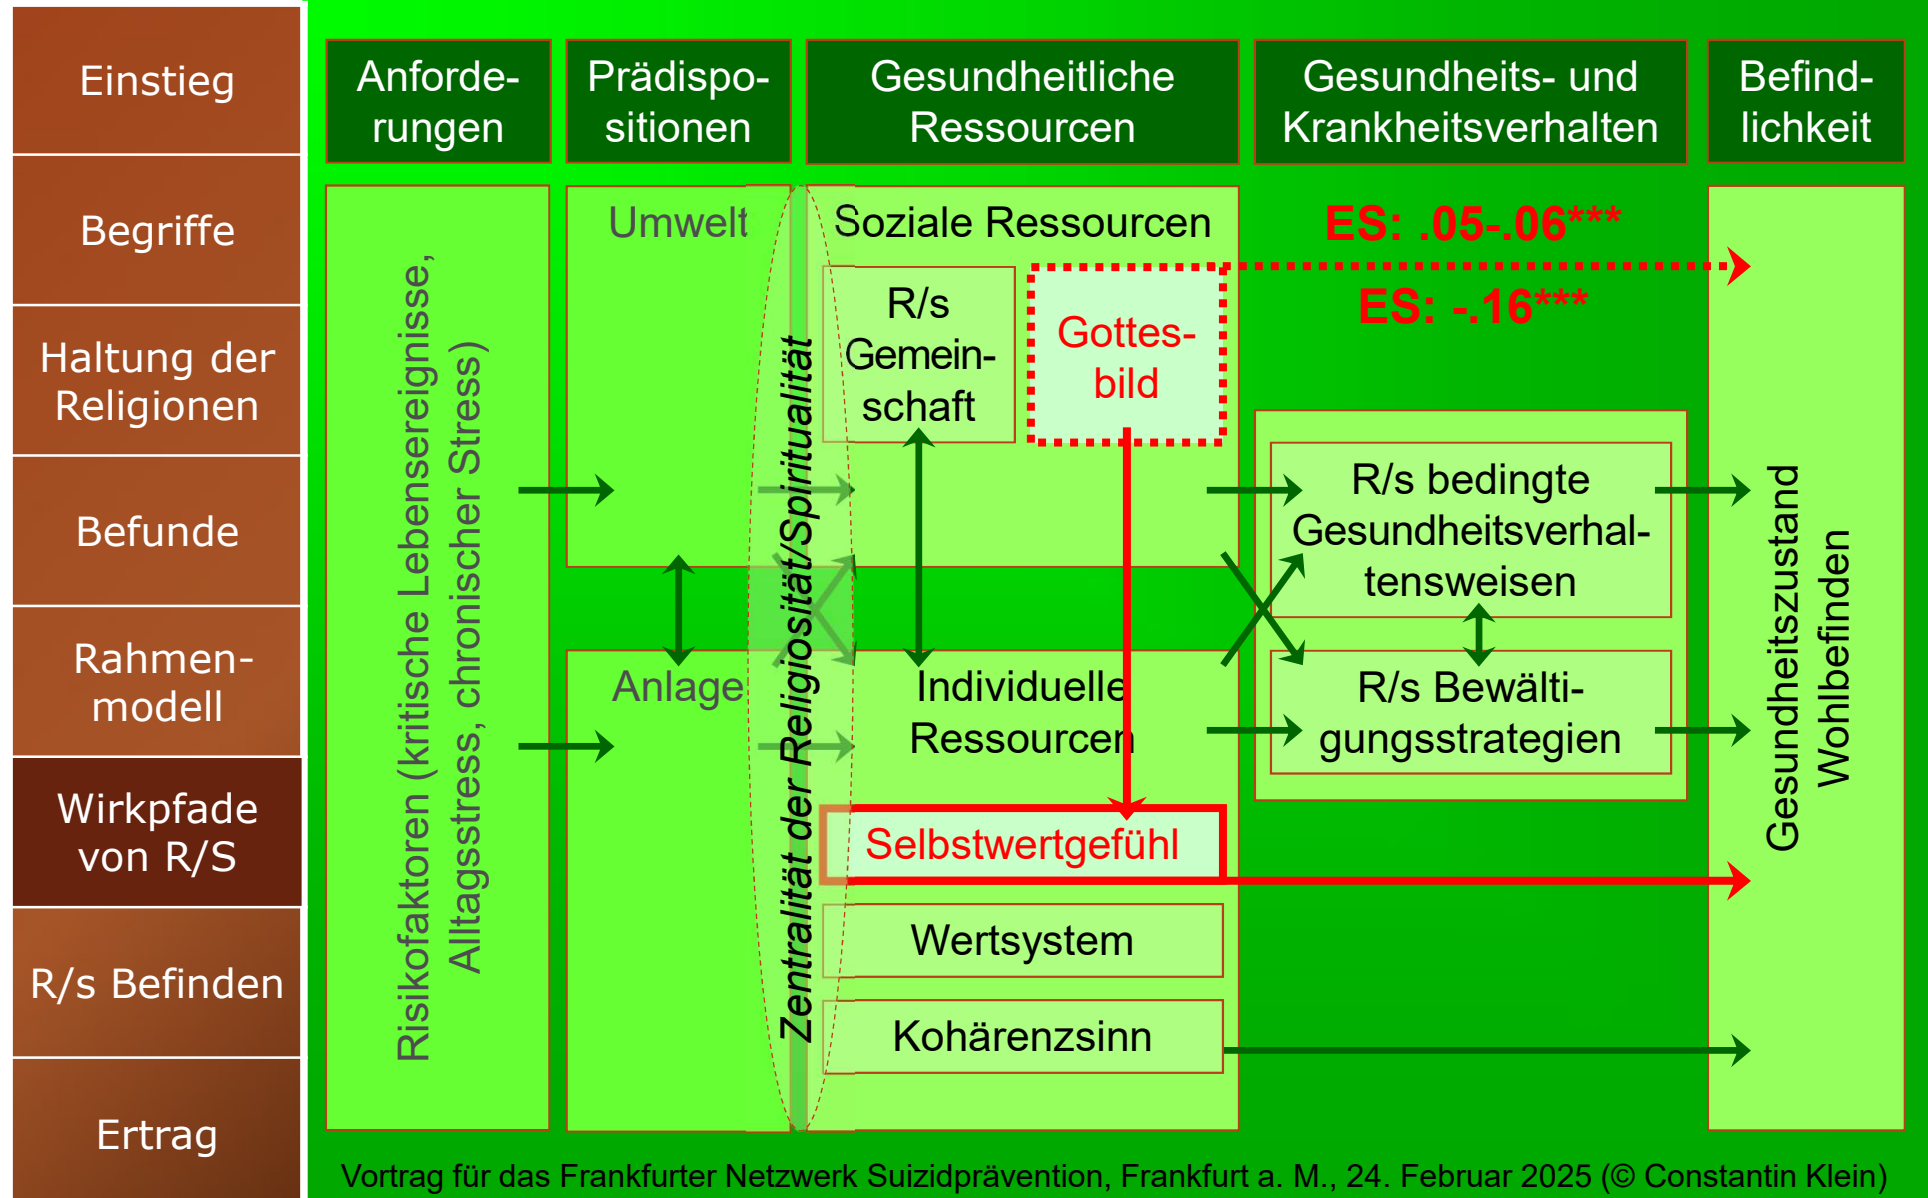 Einstieg
Begriffe
Haltung der
Religionen
Befunde
Rahmen-
modell
Wirkpfade
von R/S
R/s Befinden
Ertrag
Anforde-
rungen
Prädispo-
sitionen
Gesundheitliche
Ressourcen
Gesundheits- und
Krankheitsverhalten
Befind-
lichkeit
Risikofaktoren (kritische Lebensereignisse,
Alltagsstress, chronischer Stress)
Umwelt
Anlage
Zentralität der Religiosität/Spiritualität
Soziale Ressourcen
R/s
Gemein-
schaft
Gottes-
bild
Individuelle
Ressourcen
Selbstwertgefühl
Wertsystem
Kohärenzsinn
ES: .05-.06***
ES: -.16***
R/s bedingte
Gesundheitsverhal-
tensweisen
R/s Bewälti-
gungsstrategien
Gesundheitszustand
Wohlbefinden
Vortrag für das Frankfurter Netzwerk Suizidprävention, Frankfurt a. M., 24. Februar 2025 (© Constantin Klein)